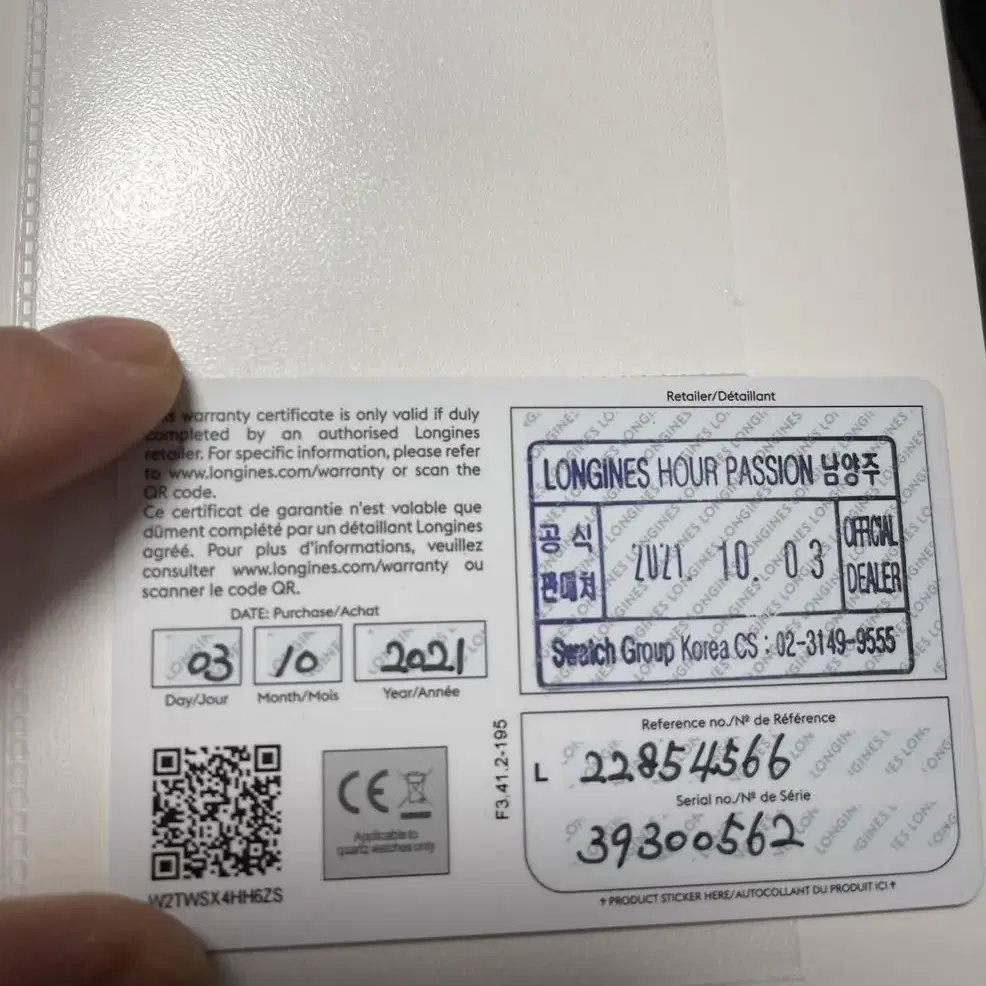 warranty certificate is only valid if duly
completed by an authorised Longines
retailer. For specific information, please refer
to www.longines.com/warranty or scan the
QR code.
Ce certificat de garantie n'est valable que
dûment complété par un détaillant Longines
agréé. Pour plus d'informations, veuillez
consulter www.longines.com/warranty ou
scanner le code QR.
DATE: Purchase/Achat
03 10 2021
Day/Jour Month/Mois Year/Année
W2TWSX4HH6ZS
CE
Applicable to
quartz watches only
F3.41.2-195
Retailer/Détaillant
LONGINES HOUR PASSION 남양주
공식
판매처
2021. 10. 03
OFFICIAL
DEALER
Swatch Group Korea CS : 02-3149-9555
Reference no./Nº de Référence
L 22854566
Serial no./Nº de Série
39300562
↑ PRODUCT STICKER HERE/AUTOCOLLANT DU PRODUIT ICI ↑